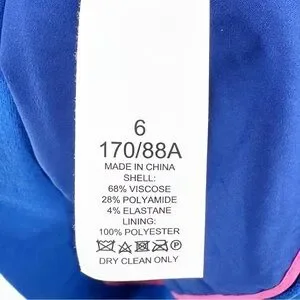 6
170/88A
MADE IN CHINA
SHELL:
68% VISCOSE
28% POLYAMIDE
4% ELASTANE
LINING:
100% POLYESTER
DRY CLEAN ONLY